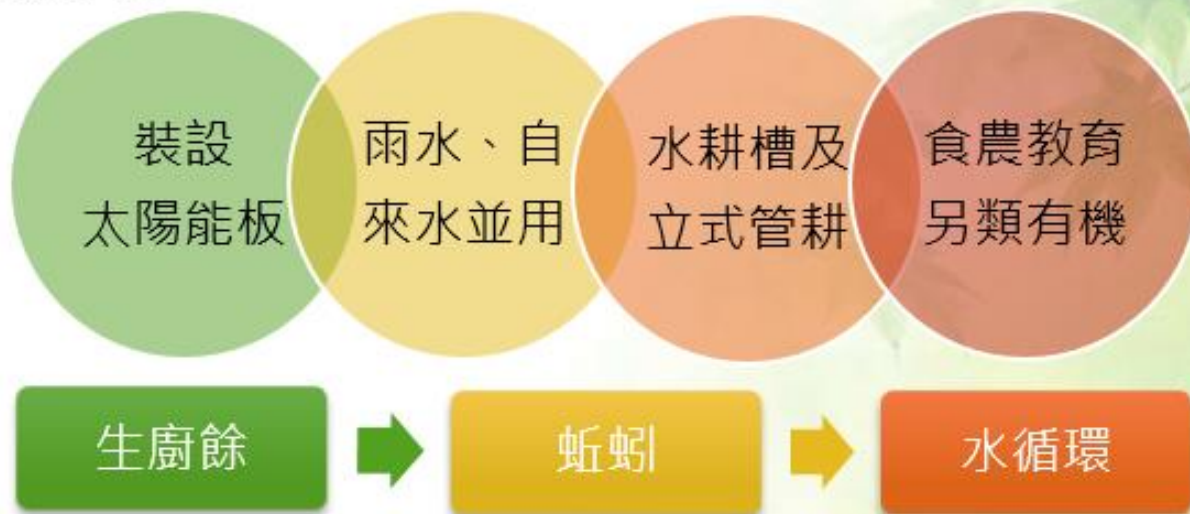 裝設
太陽能板
雨水、自
來水並用
水耕槽及
立式管耕
食農教育
另類有機
生廚餘
蚯蚓
水循環